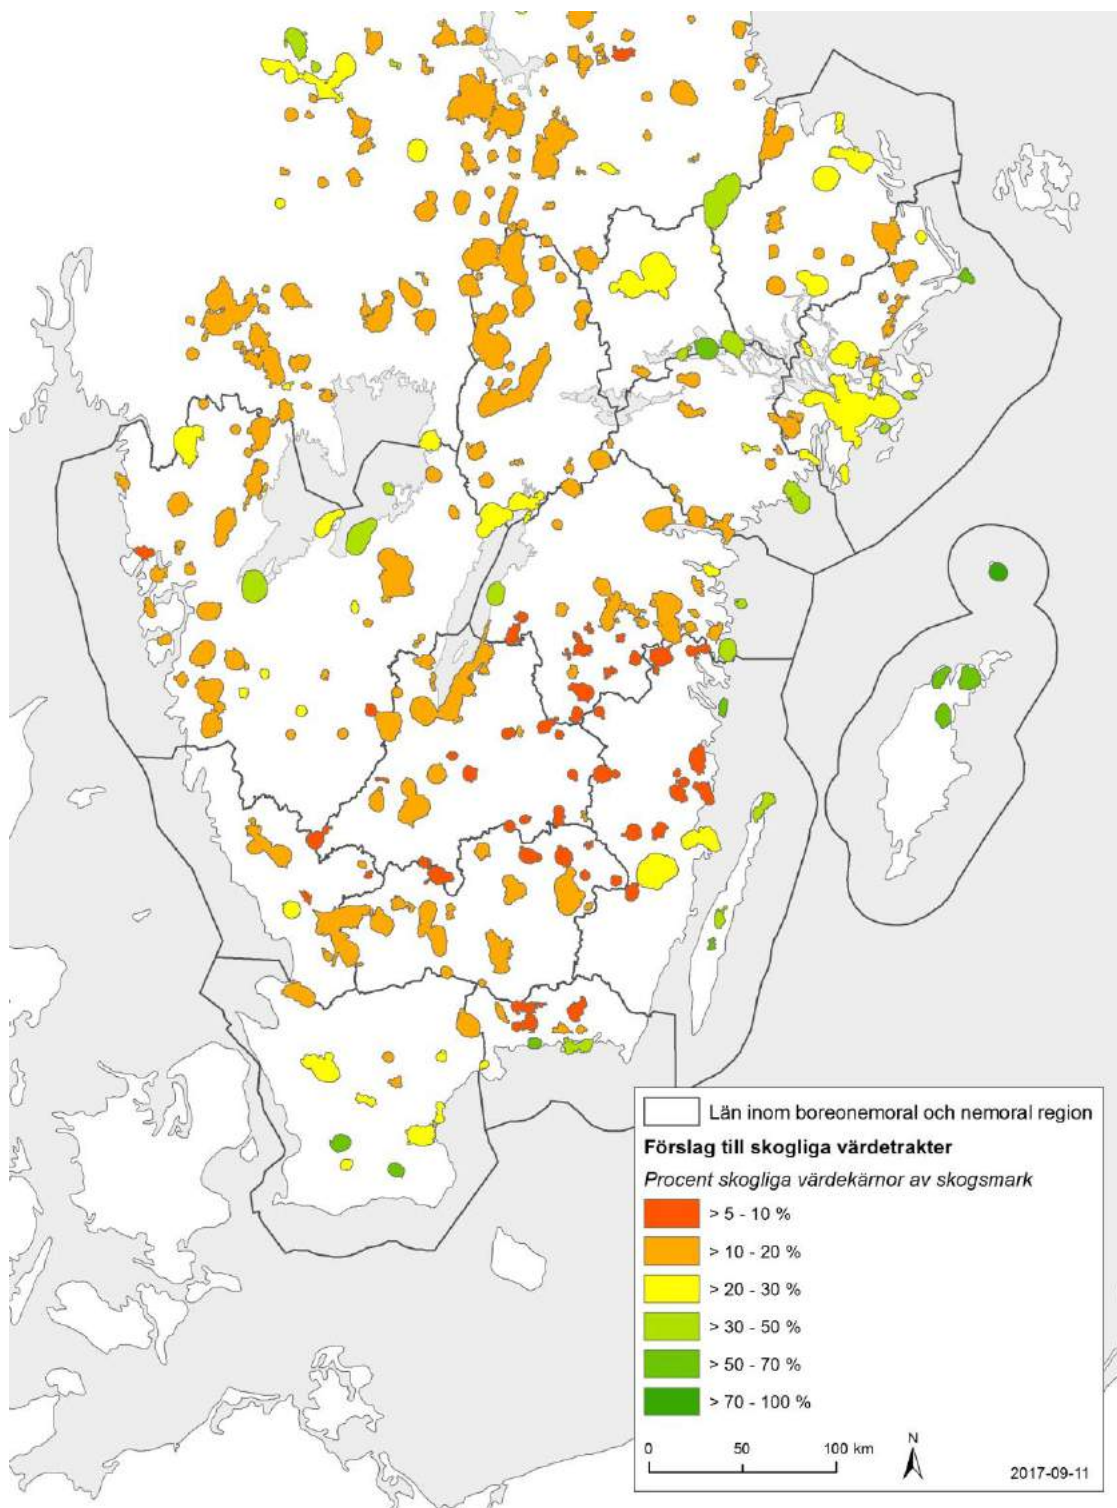 Län inom boreonemoral och nemoral region
Förslag till skogliga värdetrakter
Procent skogliga värdekärnor av skogsmark
> 5 - 10 %
> 10 - 20 %
> 20 - 30 %
> 30 - 50 %
> 50 - 70 %
> 70 - 100 %
0 50 100 km
N
2017-09-11